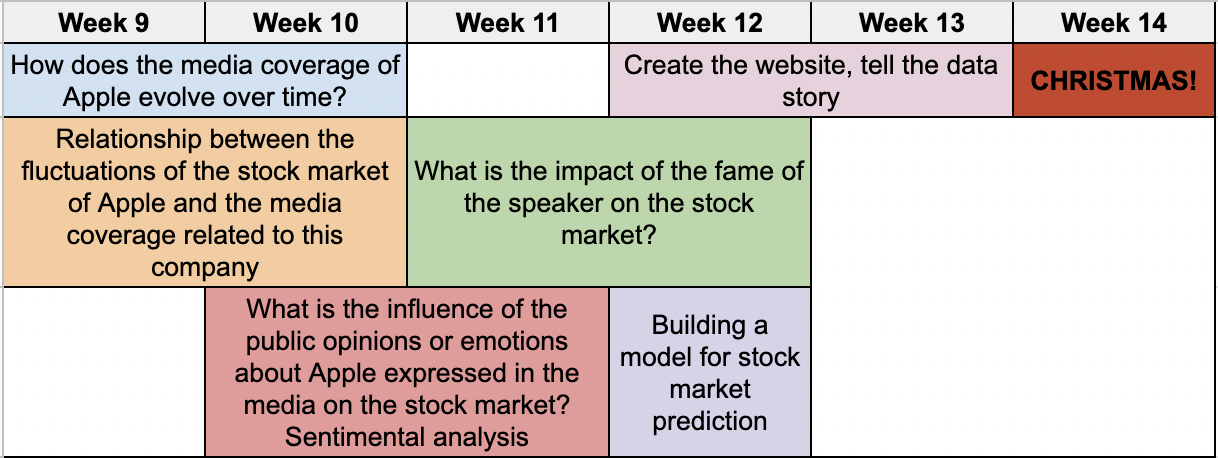 Week 9
Week 10
Week 11
Week 12
Week 13
Week 14
How does the media coverage of
Apple evolve over time?
Create the website, tell the data
story
CHRISTMAS!
Relationship between the
fluctuations of the stock market
of Apple and the media
coverage related to this
company
What is the impact of the fame of
the speaker on the stock
market?
What is the influence of the
public opinions or emotions
about Apple expressed in the
media on the stock market?
Sentimental analysis
Building a
model for stock
market
prediction